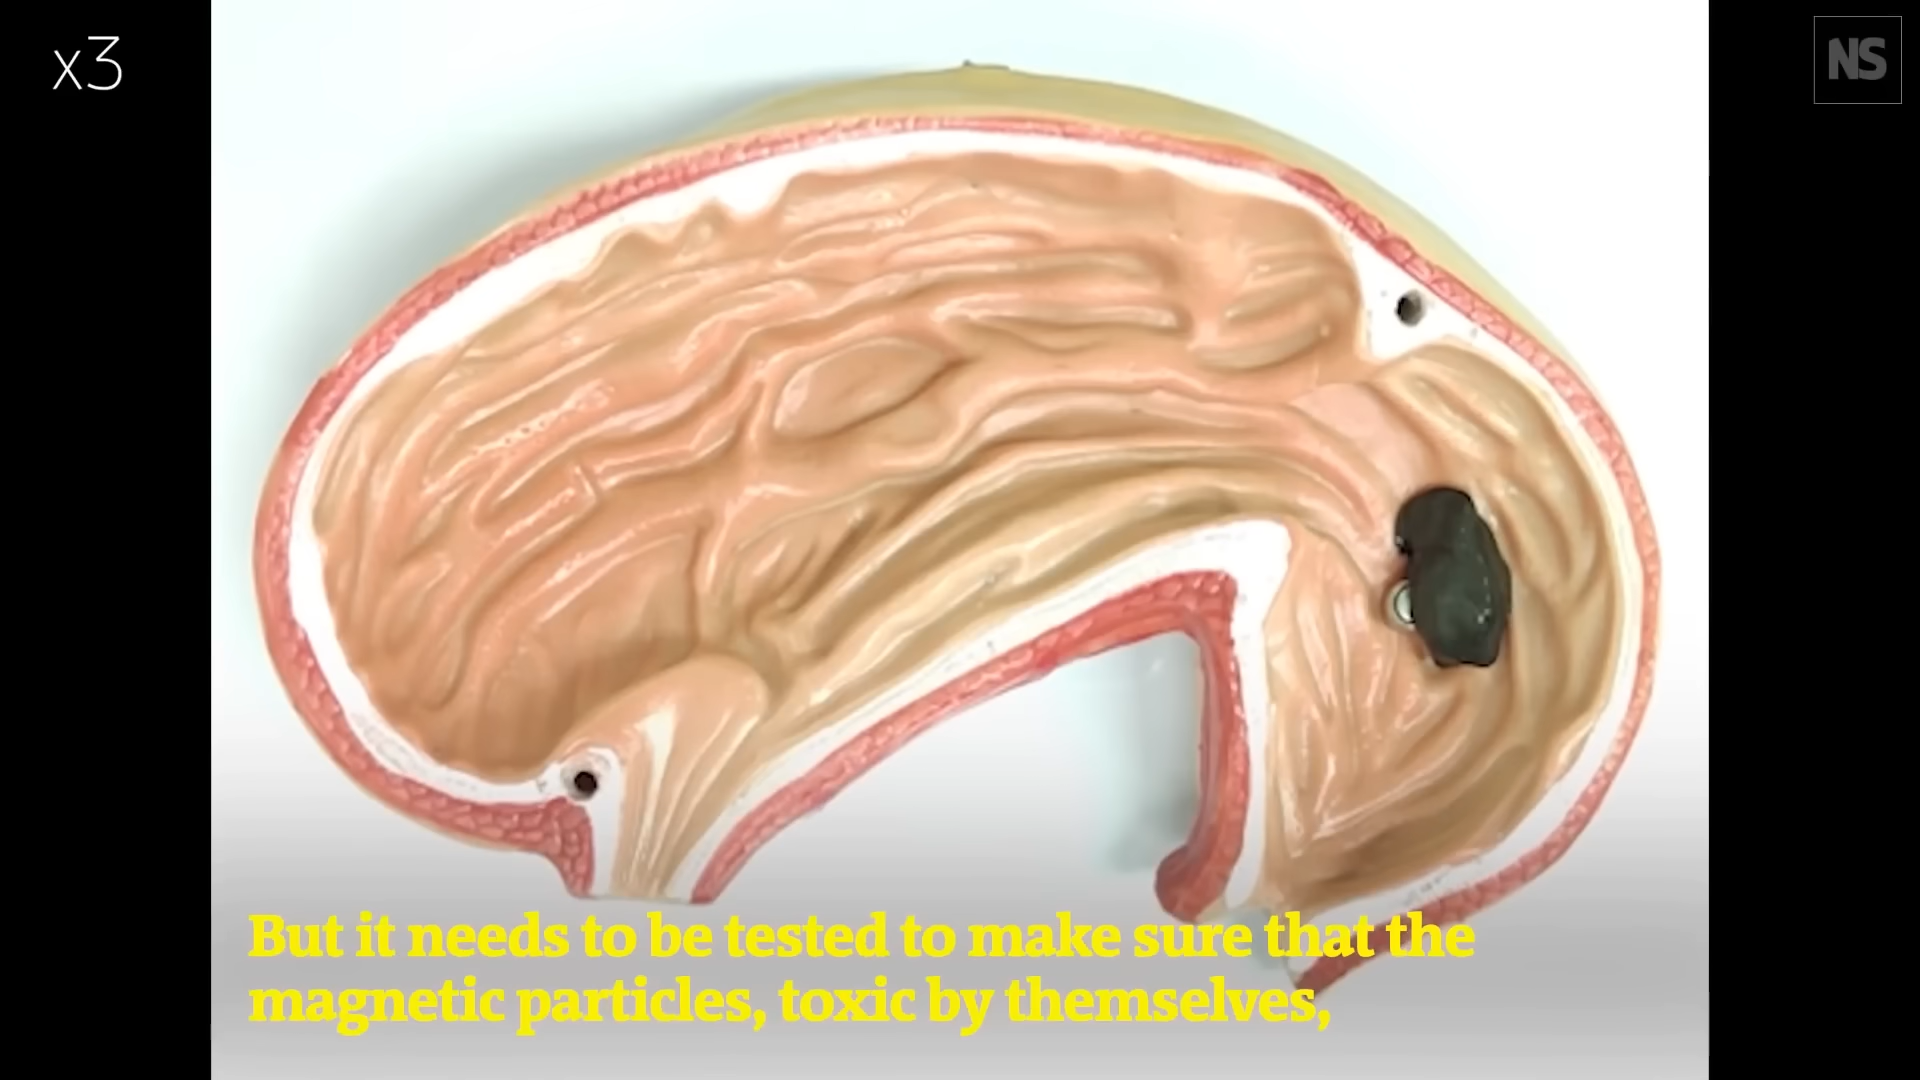 x3
NS
But it needs to be tested to make sure that the
magnetic particles, toxic by themselves,